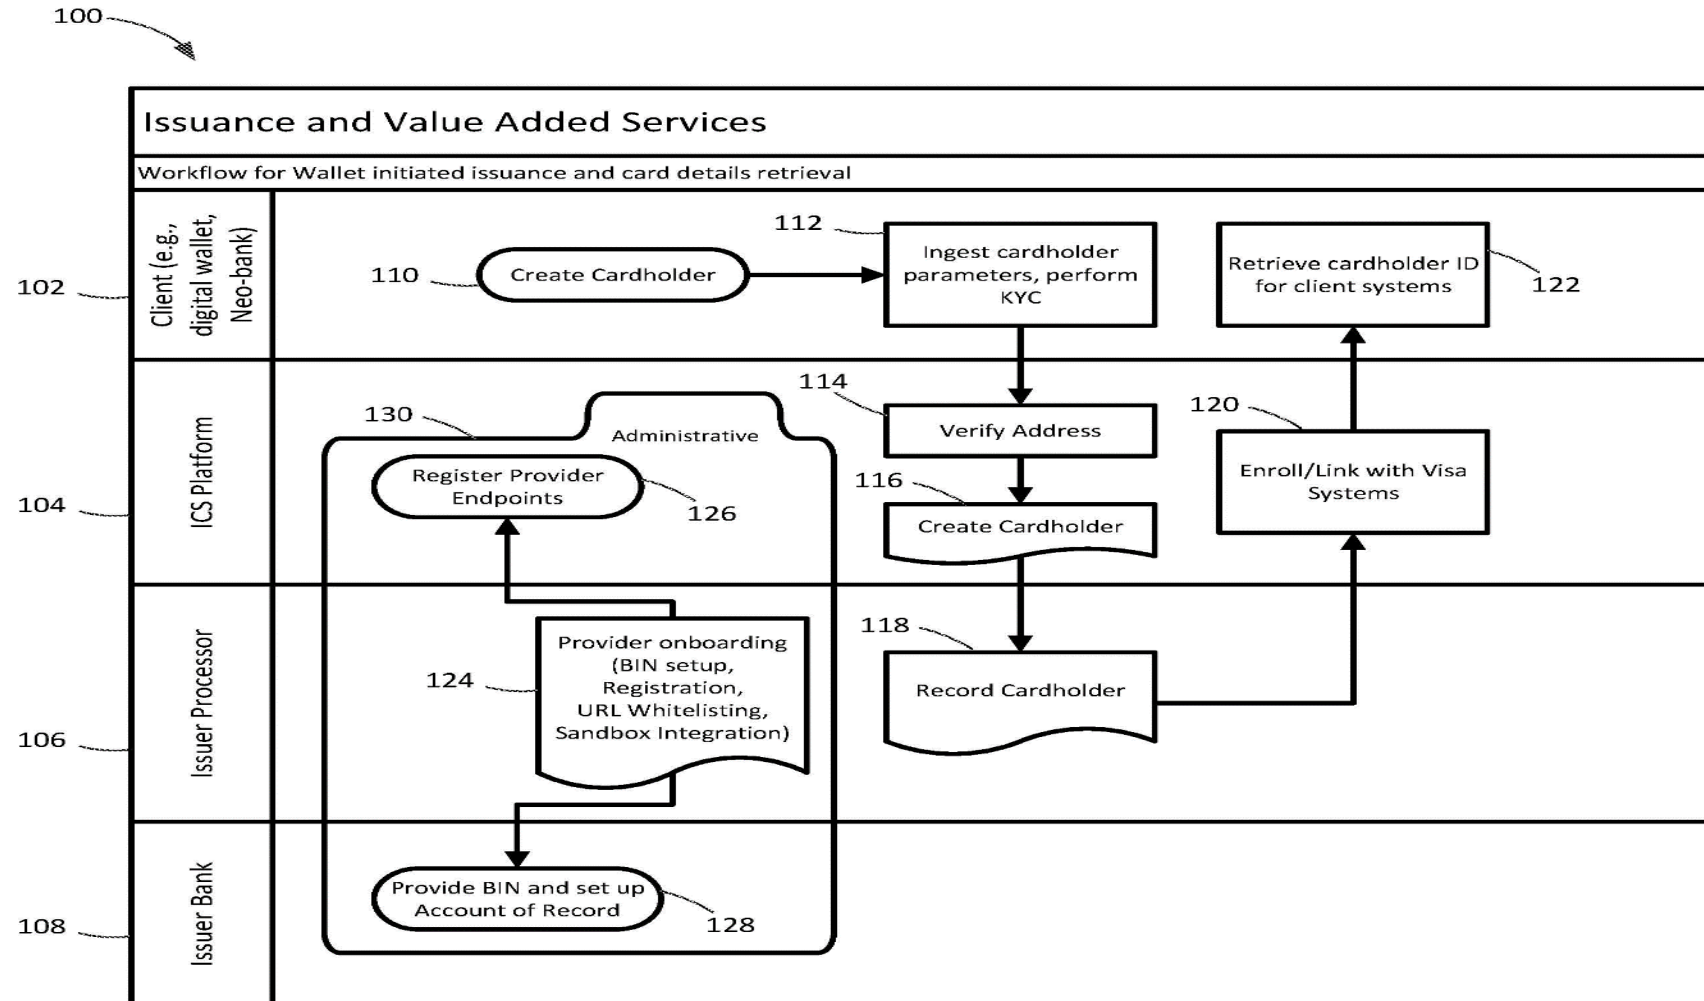 100
Issuance and Value Added Services
Workflow for Wallet initiated issuance and card details retrieval
102
Client (e.g.,
digital wallet,
Neo-bank)
110
Create Cardholder
112
Ingest cardholder
parameters, perform
KYC
Retrieve cardholder ID
for client systems
122
104
ICS Platform
130
Administrative
Register Provider
Endpoints
126
114
Verify Address
116
Create Cardholder
120
Enroll/Link with Visa
Systems
106
Issuer Processor
124
Provider onboarding
(BIN setup,
Registration,
URL Whitelisting,
Sandbox Integration)
118
Record Cardholder
108
Issuer Bank
Provide BIN and set up
Account of Record
128